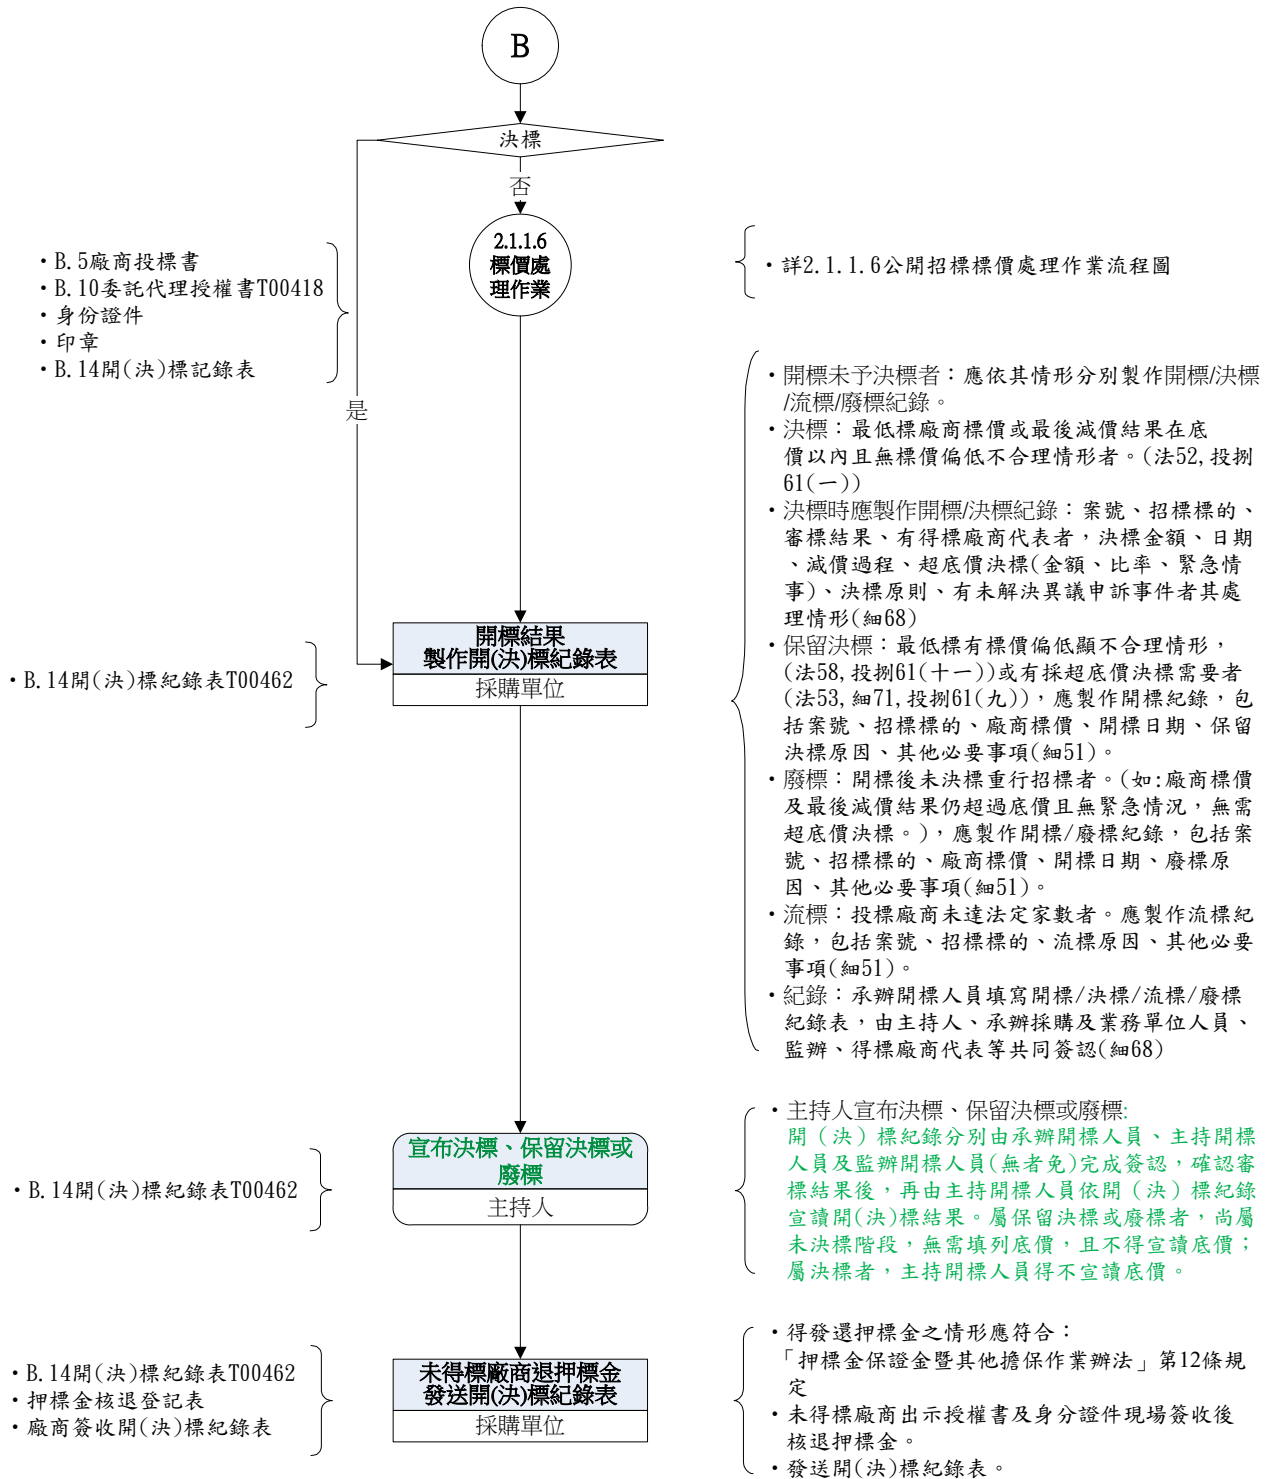 B
決標
否
2.1.1.6
標價處
理作業
・B.5廠商投標書
・B.10委託代理授權書T00418
・身份證件
・印章
・B.14開(決)標記錄表
・詳2.1.1.6公開招標標價處理作業流程圖
是
・開標未予決標者：應依其情形分別製作開標/決標
/流標/廢標紀錄。
・決標：最低標廠商標價或最後減價結果在底
價以內且無標價偏低不合理情形者。(法52,投捌
61(一))
・決標時應製作開標/決標紀錄：案號、招標標的、
審標結果、有得標廠商代表者，決標金額、日期
、減價過程、超底價決標(金額、比率、緊急情
事)、決標原則、有未解決異議申訴事件者其處
理情形(細68)
・保留決標：最低標有標價偏低顯不合理情形，
(法58,投捌61(十一))或有採超底價決標需要者
(法53,細71,投捌61(九))，應製作開標紀錄，包
括案號、招標標的、廠商標價、開標日期、保留
決標原因、其他必要事項(細51)。
・廢標：開標後未決標重行招標者。(如:廠商標價
及最後減價結果仍超過底價且無緊急情況，無需
超底價決標。)，應製作開標/廢標紀錄，包括案
號、招標標的、廠商標價、開標日期、廢標原
因、其他必要事項(細51)。
・流標：投標廠商未達法定家數者。應製作流標紀
錄，包括案號、招標標的、流標原因、其他必要
事項(細51)。
・紀錄：承辦開標人員填寫開標/決標/流標/廢標
紀錄表，由主持人、承辦採購及業務單位人員、
監辦、得標廠商代表等共同簽認(細68)
開標結果
製作開(決)標紀錄表
採購單位
・B.14開(決)標紀錄表T00462
宣布決標、保留決標或
廢標
主持人
・B.14開(決)標紀錄表T00462
・主持人宣布決標、保留決標或廢標:
開（決）標紀錄分別由承辦開標人員、主持開標
人員及監辦開標人員(無者免)完成簽認，確認審
標結果後，再由主持開標人員依開（決）標紀錄
宣讀開(決)標結果。屬保留決標或廢標者，尚屬
未決標階段，無需填列底價，且不得宣讀底價；
屬決標者，主持開標人員得不宣讀底價。
未得標廠商退押標金
發送開(決)標紀錄表
採購單位
・B.14開(決)標紀錄表T00462
・押標金核退登記表
・廠商簽收開(決)標紀錄表
・得發還押標金之情形應符合：
「押標金保證金暨其他擔保作業辦法」第12條規
定
・未得標廠商出示授權書及身分證件現場簽收後
核退押標金。
・發送開(決)標紀錄表。